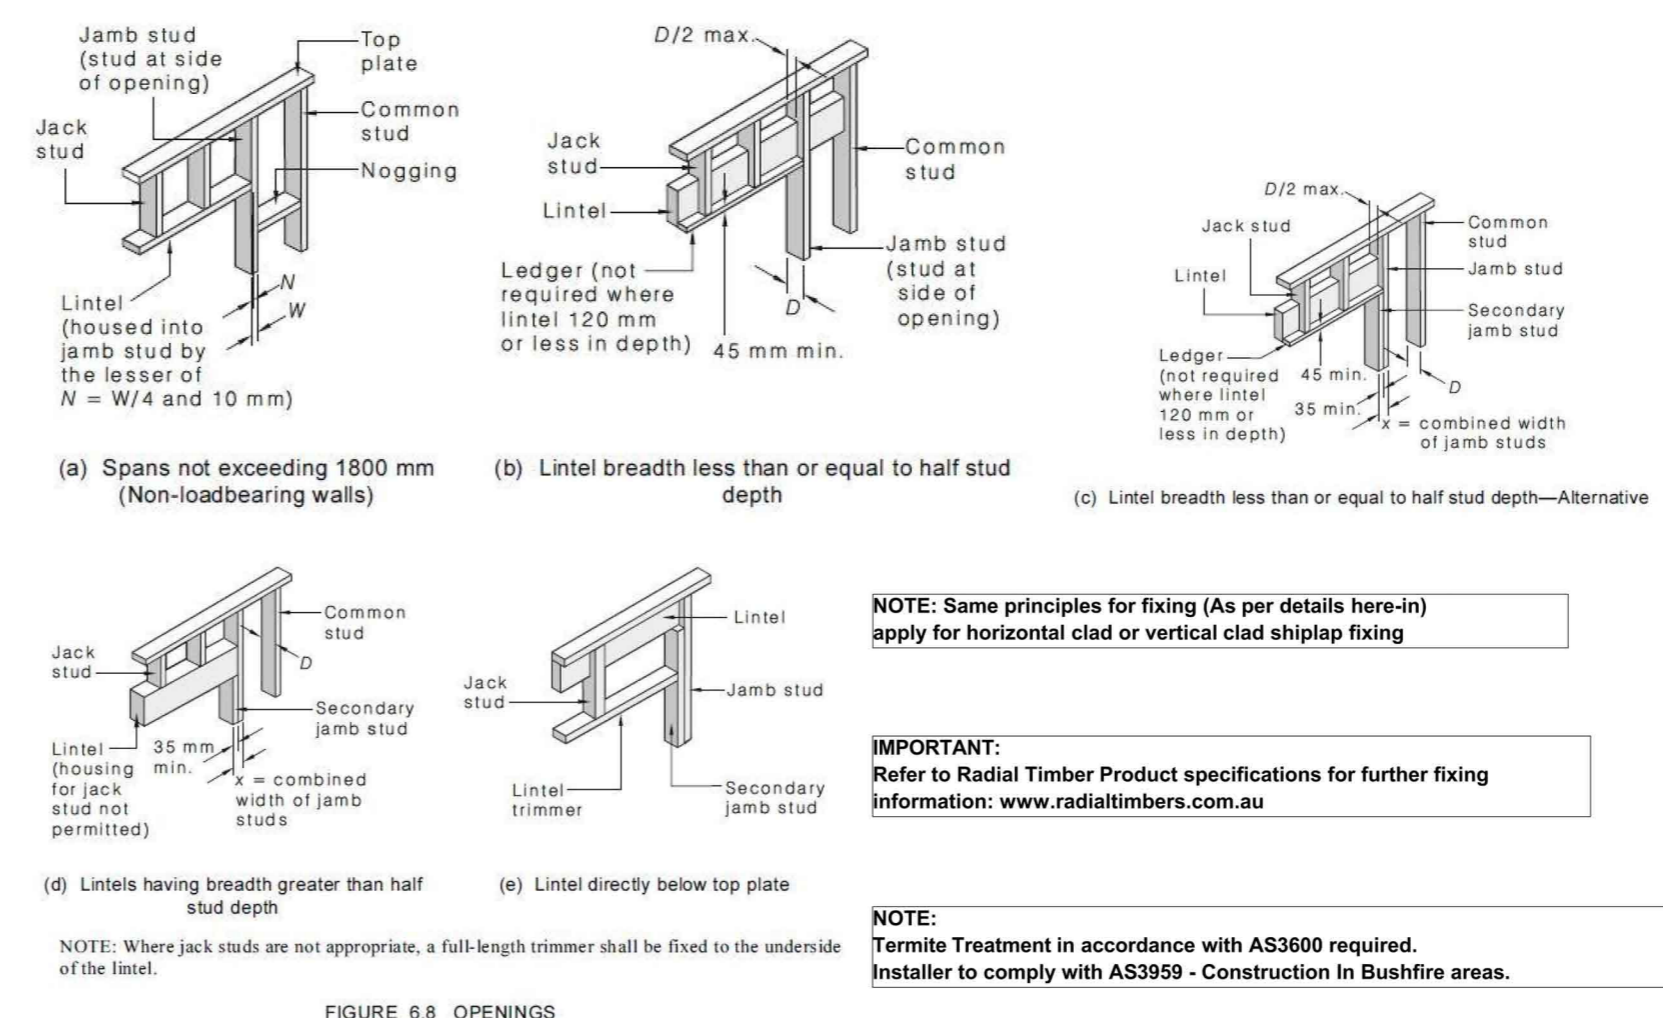 Jamb stud
(stud at side
of opening)
Top
plate
Common
stud
Jack
stud
Nogging
N
W
Lintel
(housed into
jamb stud by
the lesser of
N = W/4 and 10 mm)
(a) Spans not exceeding 1800 mm
(Non-loadbearing walls)
D/2 max.
Jack
stud
Lintel
Common
stud
Ledger (not
required where
lintel 120 mm
or less in depth)
Jamb stud
(stud at
side of
opening)
D
45 mm min.
(b) Lintel breadth less than or equal to half stud
depth
D/2 max.
Jack stud
Common
stud
Lintel
Jamb stud
Secondary
jamb stud
Ledger
(not required
where lintel
120 mm or
less in depth)
45 min.
35 min.
D
x = combined width
of jamb studs
(c) Lintel breadth less than or equal to half stud depth—Alternative
Common
stud
Jack
stud
D
Secondary
jamb stud
Lintel
(housing
for jack
stud not
permitted)
35 mm
min.
x = combined
width of jamb
studs
(d) Lintels having breadth greater than half
stud depth
Lintel
Jack
stud
Jamb stud
Lintel
trimmer
Secondary
jamb stud
(e) Lintel directly below top plate
NOTE: Where jack studs are not appropriate, a full-length trimmer shall be fixed to the underside
of the lintel.
FIGURE 6.8 OPENINGS
NOTE: Same principles for fixing (As per details here-in)
apply for horizontal clad or vertical clad shiplap fixing
IMPORTANT:
Refer to Radial Timber Product specifications for further fixing
information: www.radialtimbers.com.au
NOTE:
Termite Treatment in accordance with AS3600 required.
Installer to comply with AS3959 - Construction In Bushfire areas.